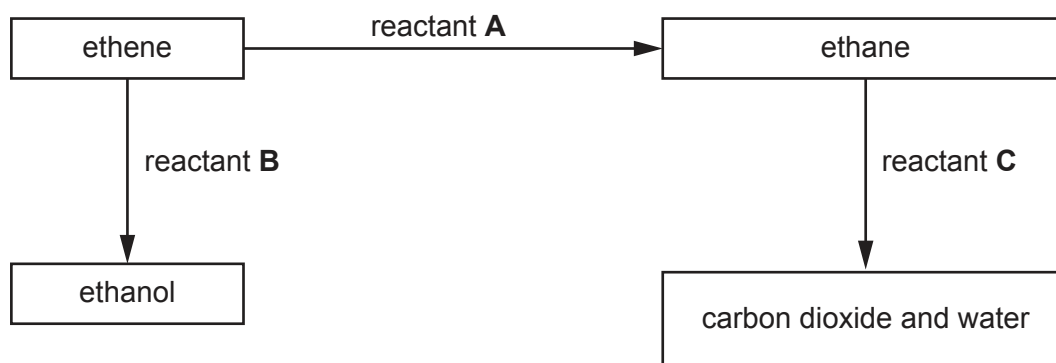 reactant A
ethene
ethane
reactant B
reactant C
ethanol
carbon dioxide and water